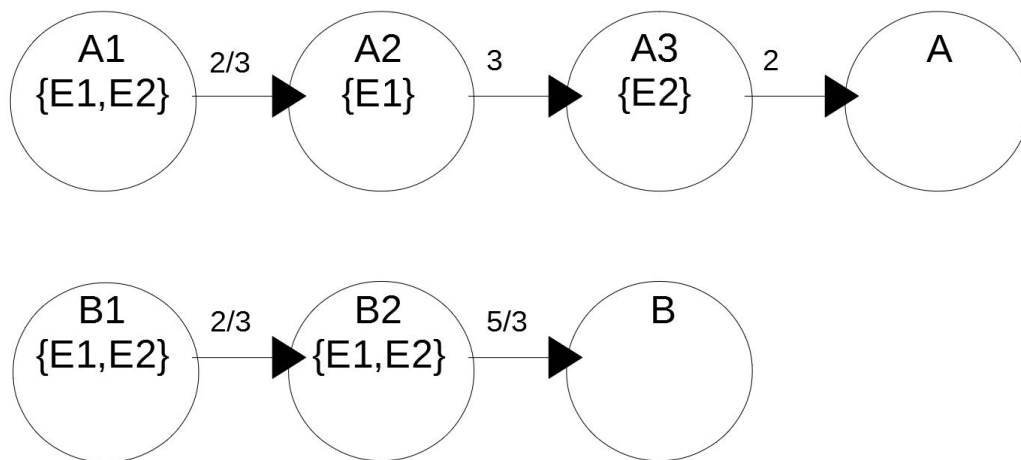 A1
{E1,E2}
2/3
A2
{E1}
3
A3
{E2}
2
A
B1
{E1,E2}
2/3
B2
{E1,E2}
5/3
B